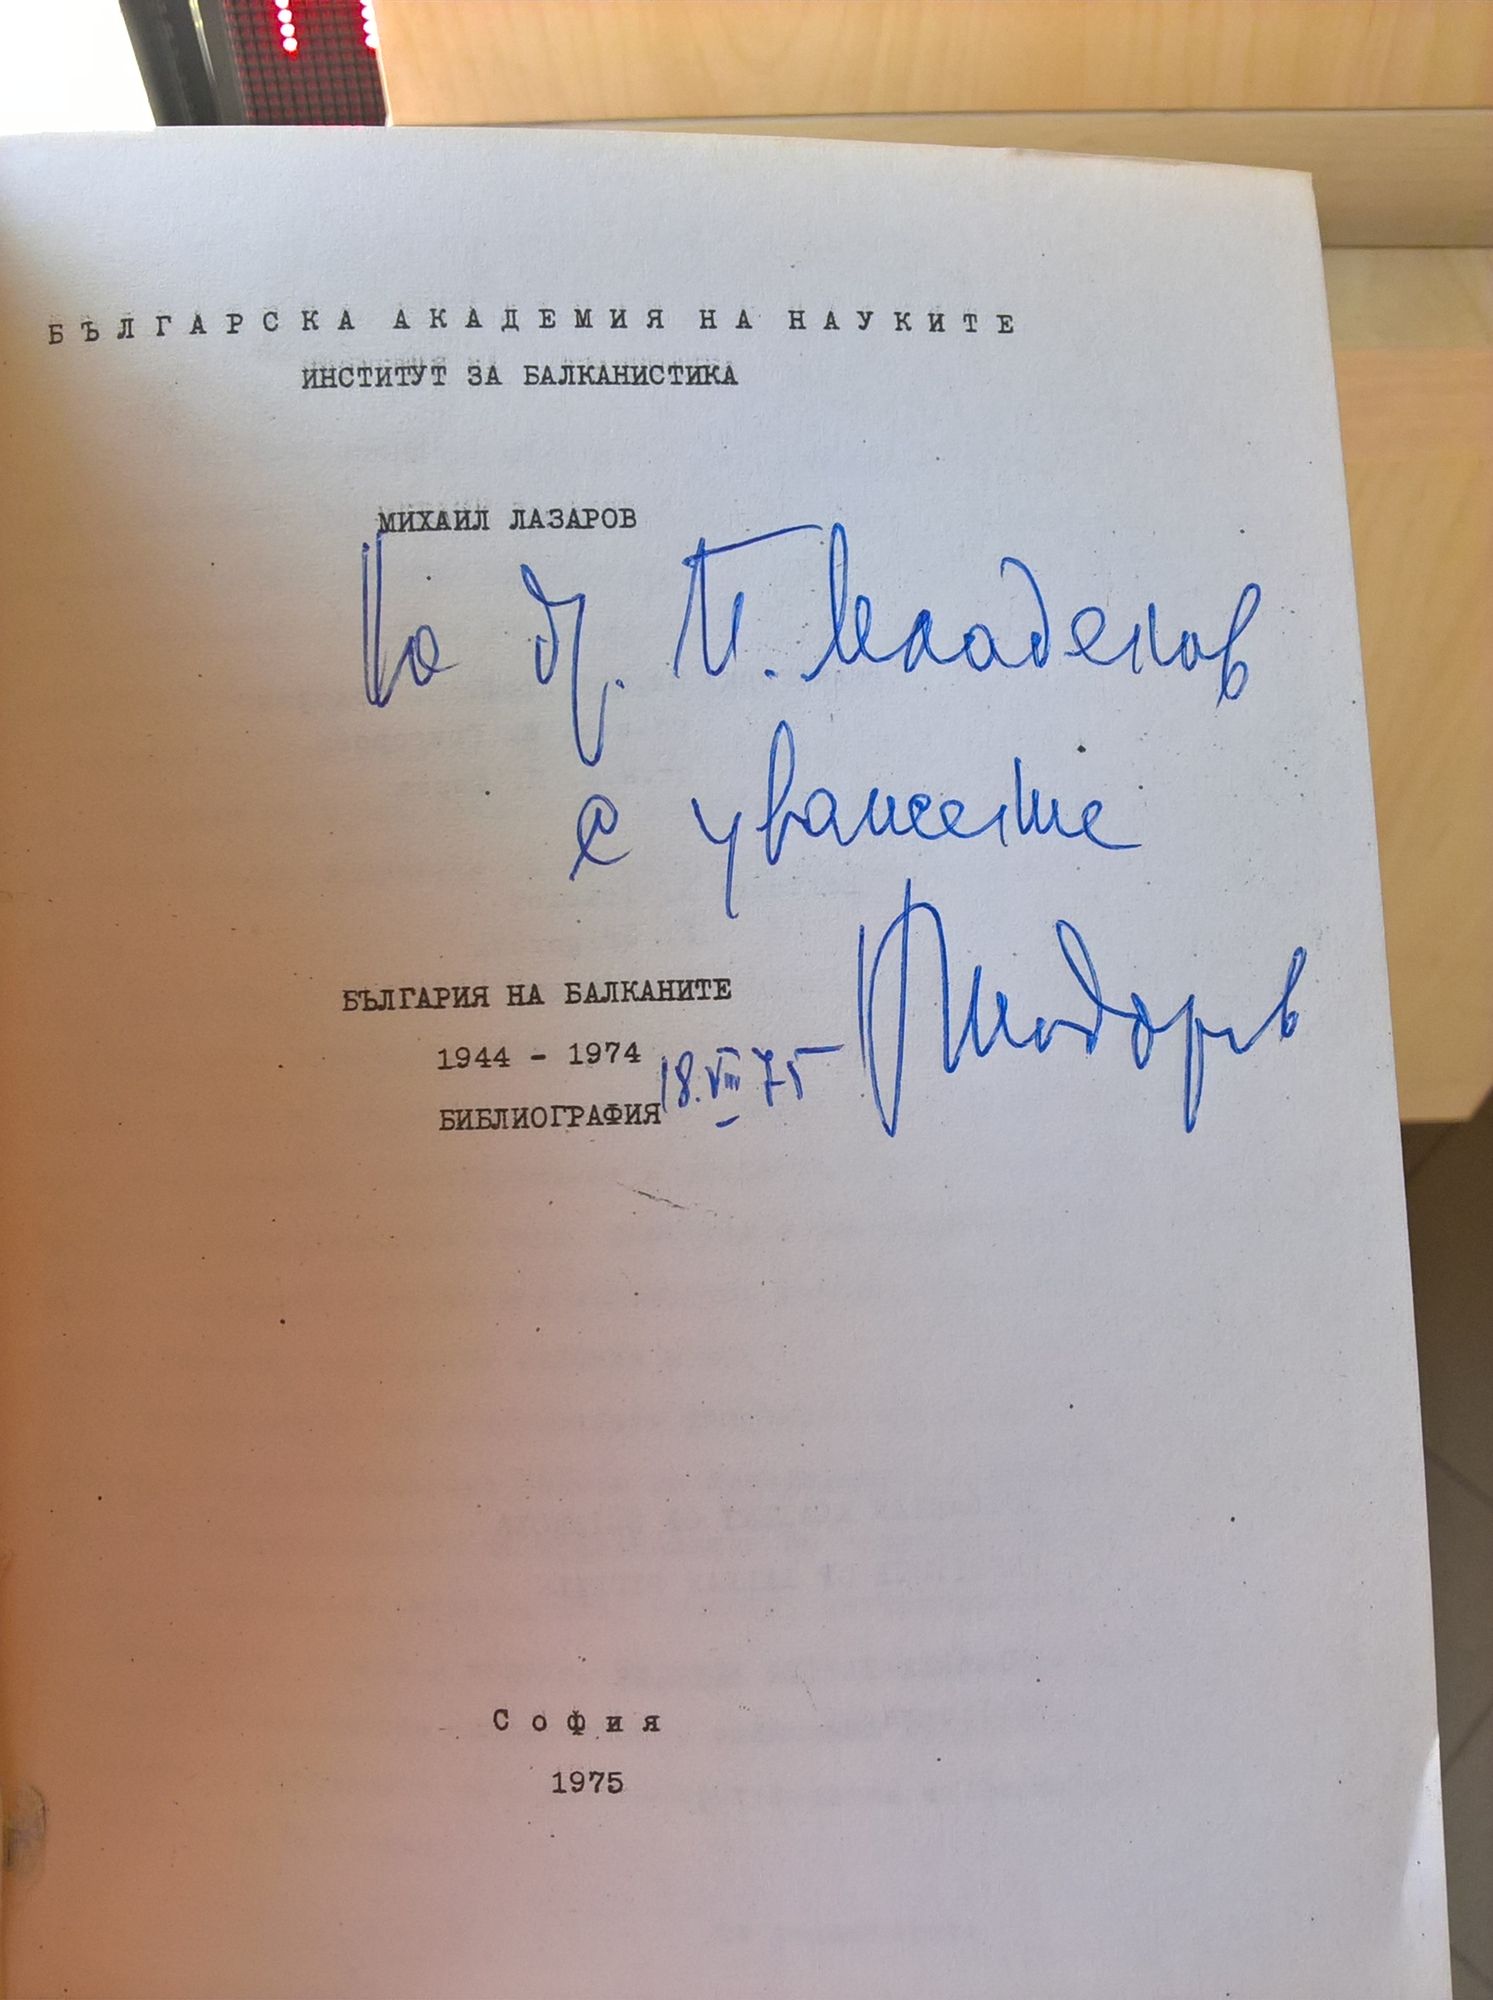 БЪЛГАРСКА АКАДЕМИЯ НА НАУКИТЕ
ИНСТИТУТ ЗА БАЛКАНИСТИКА
МИХАИЛ ЛАЗАРОВ
На др. П. Младенов
с уважение
БЪЛГАРИЯ НА БАЛКАНИТЕ
1944 - 1974
18.VIII 75
БИБЛИОГРАФИЯ
София
1975